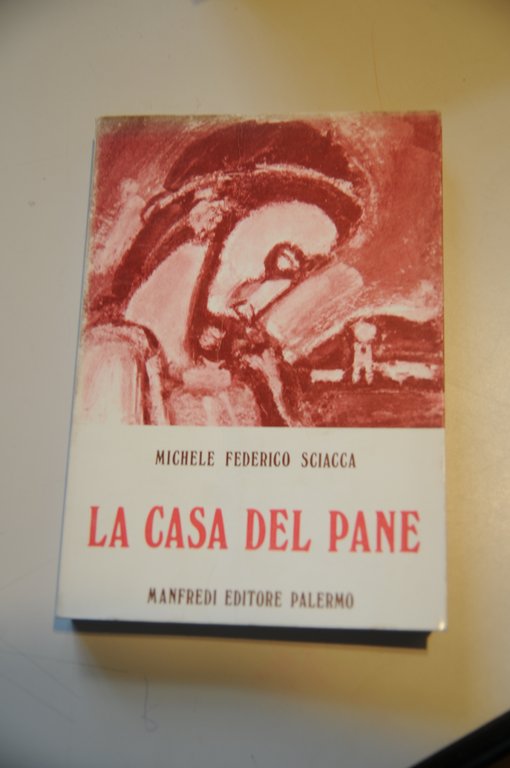 MICHELE FEDERICO SCIACCA
LA CASA DEL PANE
MANFREDI EDITORE PALERMO